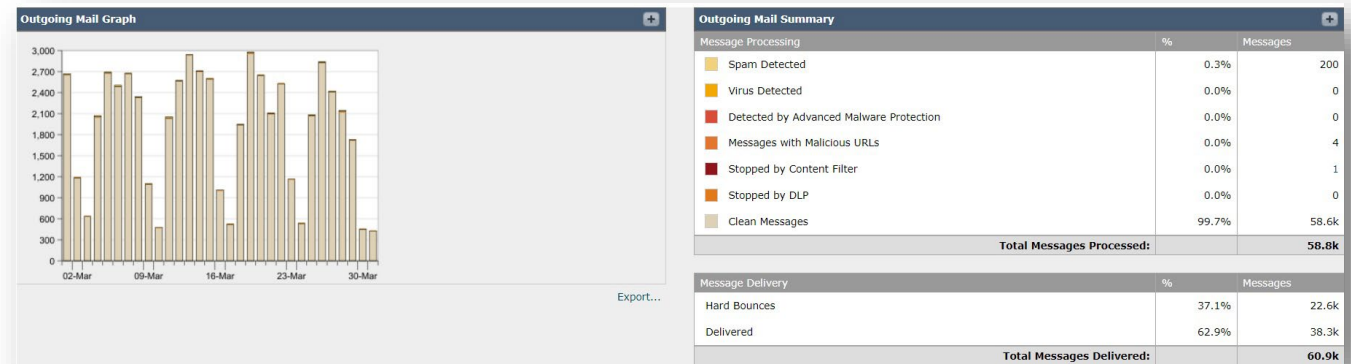 Outgoing Mail Graph
3,000
2,700
2,400
2,100
1,800
1,500
1,200
900
600
300
0
02-Mar 09-Mar 16-Mar 23-Mar 30-Mar
Export...
Outgoing Mail Summary
Message Processing % Messages
Spam Detected 0.3% 200
Virus Detected 0.0% 0
Detected by Advanced Malware Protection 0.0% 0
Messages with Malicious URLs 0.0% 4
Stopped by Content Filter 0.0% 1
Stopped by DLP 0.0% 0
Clean Messages 99.7% 58.6k
Total Messages Processed: 58.8k
Message Delivery % Messages
Hard Bounces 37.1% 22.6k
Delivered 62.9% 38.3k
Total Messages Delivered: 60.9k